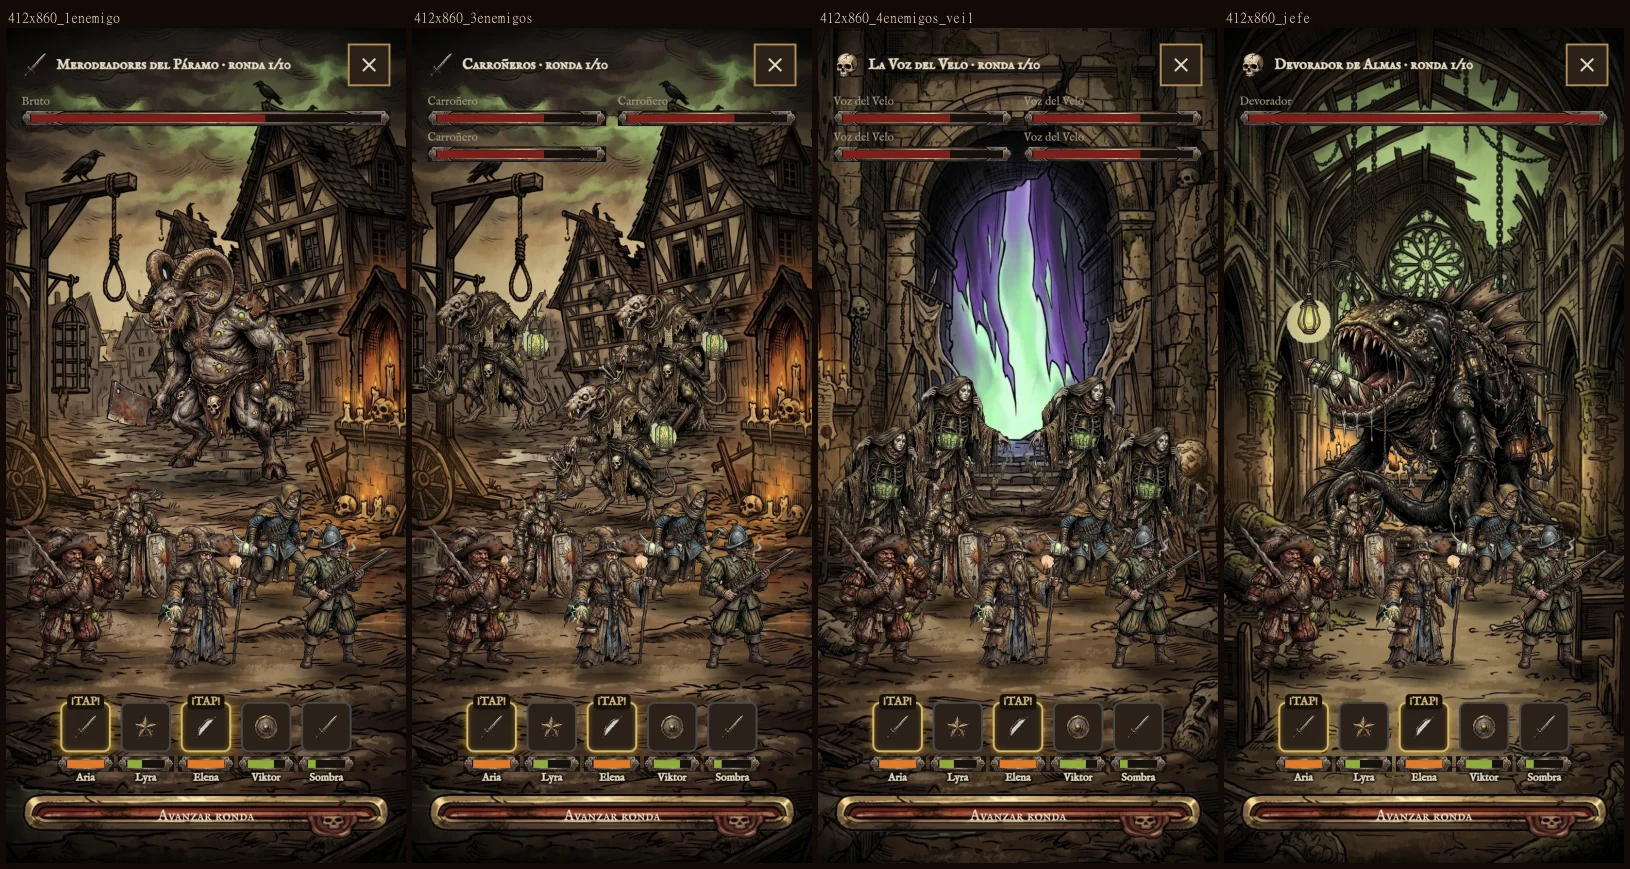 412x860_1enemigo
Merodeadores del Páramo · ronda 1/10
Bruto
¡TAP!
¡TAP!
Aria
Lyra
Elena
Viktor
Sombra
Avanzar ronda
412x860_3enemigos
Carroñeros · ronda 1/10
Carroñero
Carroñero
Carroñero
¡TAP!
¡TAP!
Aria
Lyra
Elena
Viktor
Sombra
Avanzar ronda
412x860_4enemigos_veil
La Voz del Velo · ronda 1/10
Voz del Velo
Voz del Velo
Voz del Velo
Voz del Velo
¡TAP!
¡TAP!
Aria
Lyra
Elena
Viktor
Sombra
Avanzar ronda
412x860_jefe
Devorador de Almas · ronda 1/10
Devorador
¡TAP!
¡TAP!
Aria
Lyra
Elena
Viktor
Sombra
Avanzar ronda